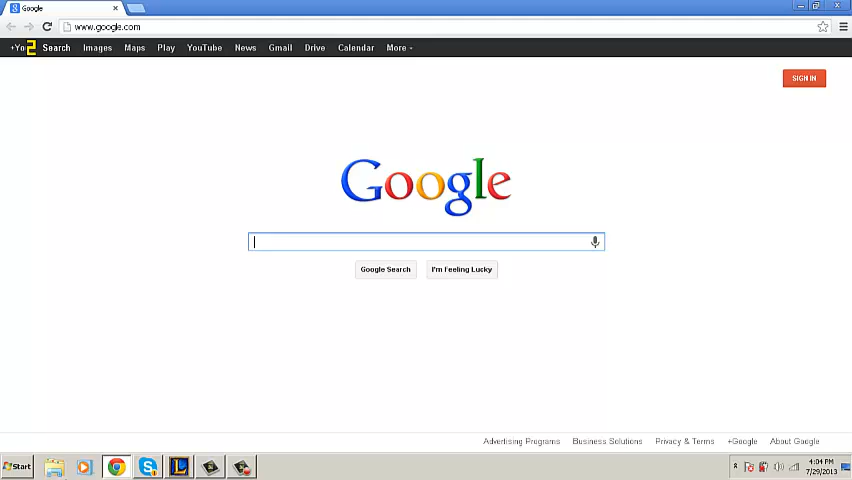 Google
www.google.com
+You 2 Search Images Maps Play YouTube News Gmail Drive Calendar More
SIGN IN
Google
Google Search I'm Feeling Lucky
Advertising Programs Business Solutions Privacy & Terms +Google About Google
Start L 4:04 PM
7/29/2013